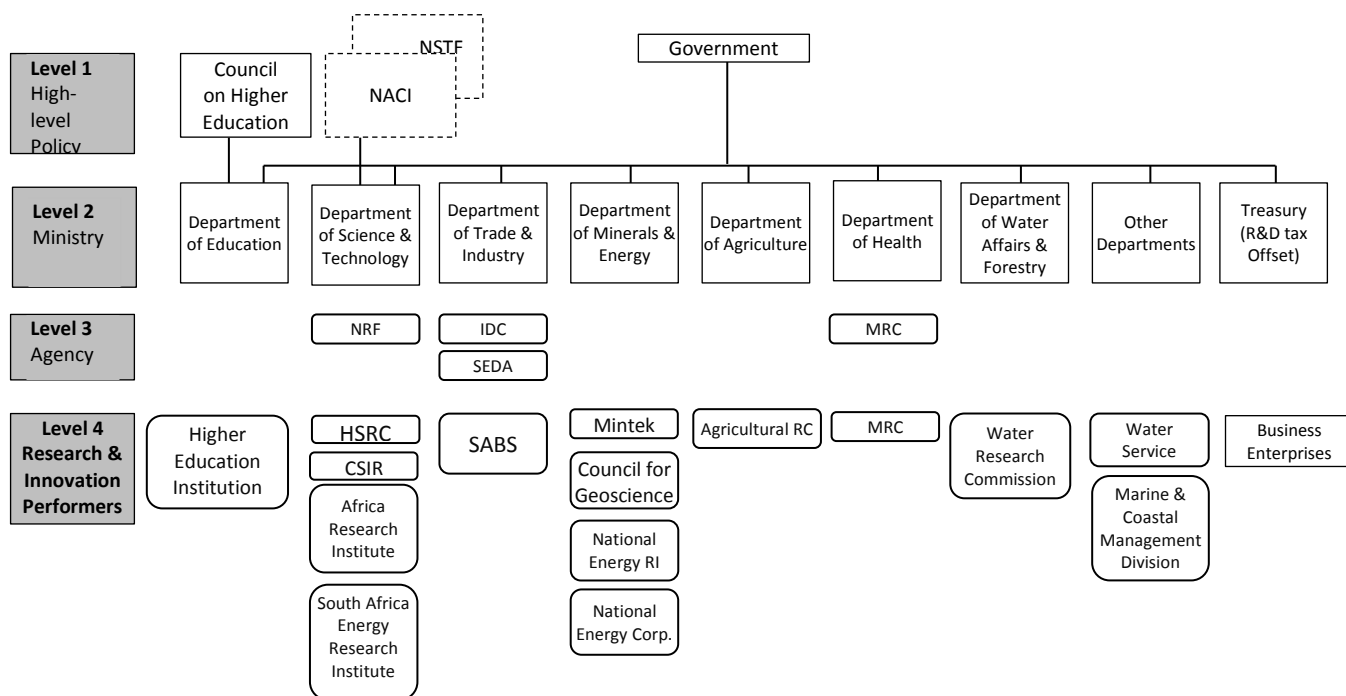 NSTF
Government
Level 1
High-
level
Policy
Council
on Higher
Education
NACI
Level 2
Ministry
Department
of Education
Department
of Science &
Technology
Department
of Trade &
Industry
Department
of Minerals &
Energy
Department
of Agriculture
Department
of Health
Department
of Water
Affairs &
Forestry
Other
Departments
Treasury
(R&D tax
Offset)
Level 3
Agency
NRF
IDC
SEDA
MRC
Level 4
Research &
Innovation
Performers
Higher
Education
Institution
HSRC
CSIR
Africa
Research
Institute
South Africa
Energy
Research
Institute
SABS
Mintek
Council for
Geoscience
National
Energy RI
National
Energy Corp.
Agricultural RC
MRC
Water
Research
Commission
Water
Service
Marine &
Coastal
Management
Division
Business
Enterprises